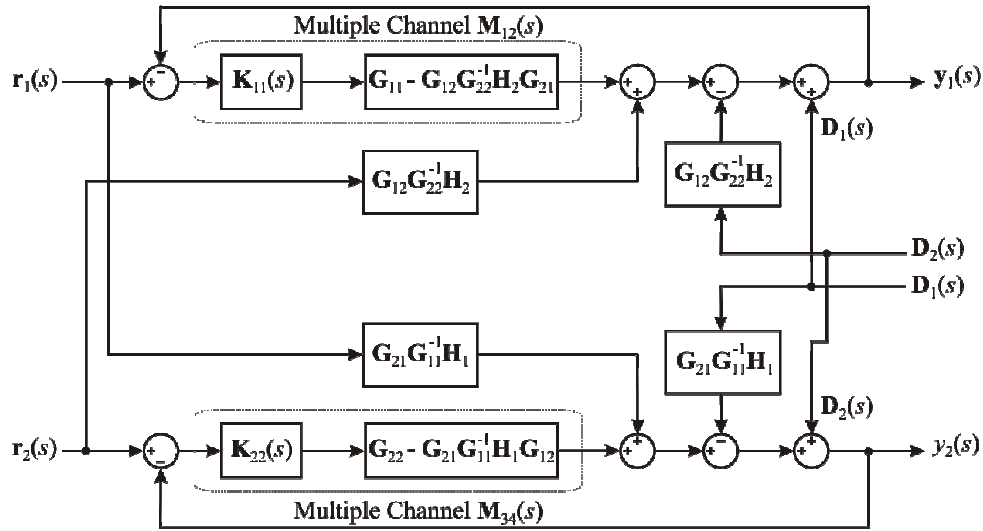 Multiple Channel M₁₂(s)
r₁(s)
+
−
K₁₁(s)
G₁₁ - G₁₂G₂₂⁻¹H₂G₂₁
+
+
+
−
+
+
y₁(s)
D₁(s)
G₁₂G₂₂⁻¹H₂
G₁₂G₂₂⁻¹H₂
D₂(s)
D₁(s)
G₂₁G₁₁⁻¹H₁
G₂₁G₁₁⁻¹H₁
D₂(s)
r₂(s)
+
−
K₂₂(s)
G₂₂ - G₂₁G₁₁⁻¹H₁G₁₂
+
+
+
−
+
+
y₂(s)
Multiple Channel M₃₄(s)